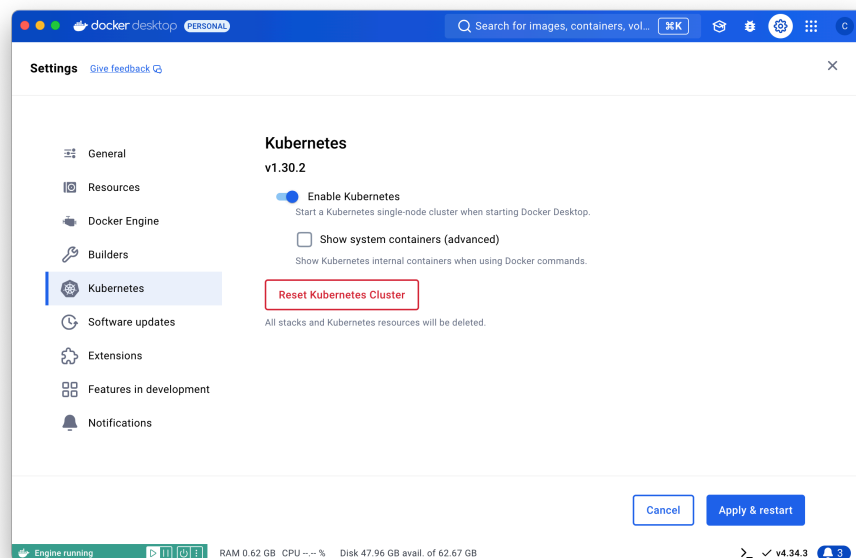 docker desktop PERSONAL
Search for images, containers, vol... ⌘K
C
Settings Give feedback
General
Resources
Docker Engine
Builders
Kubernetes
Software updates
Extensions
Features in development
Notifications
Kubernetes
v1.30.2
Enable Kubernetes
Start a Kubernetes single-node cluster when starting Docker Desktop.
Show system containers (advanced)
Show Kubernetes internal containers when using Docker commands.
Reset Kubernetes Cluster
All stacks and Kubernetes resources will be deleted.
Cancel Apply & restart
Engine running RAM 0.62 GB CPU --.-- % Disk 47.96 GB avail. of 62.67 GB v4.34.3 3